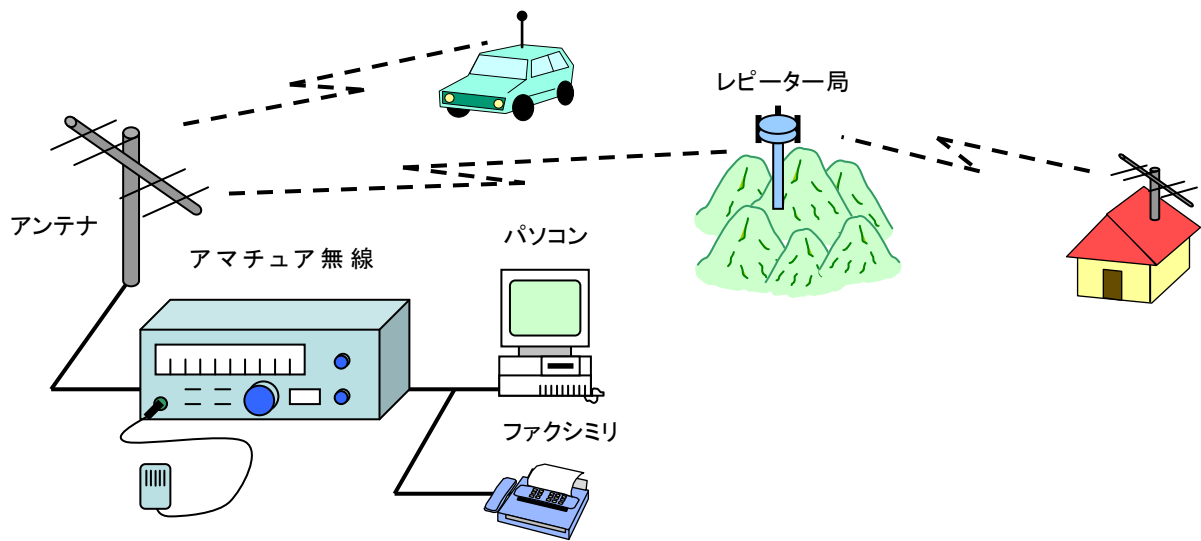 レピーター局
アンテナ
パソコン
アマチュア無線
ファクシミリ